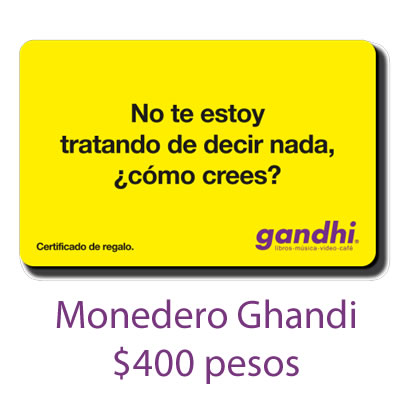 No te estoy
tratando de decir nada,
¿cómo crees?
Certificado de regalo.
gandhi®
libros•música•video•café
Monedero Ghandi
$400 pesos